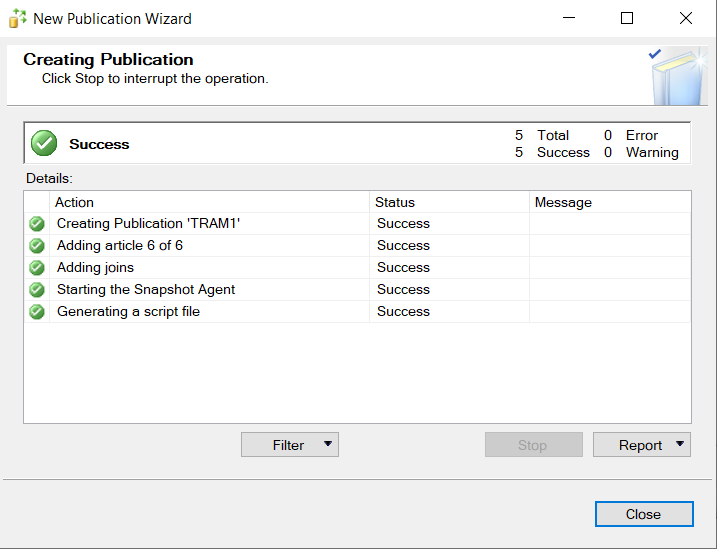 New Publication Wizard
Creating Publication
Click Stop to interrupt the operation.
Success
5 Total 0 Error
5 Success 0 Warning
Details:
Action Status Message
Creating Publication 'TRAM1' Success
Adding article 6 of 6 Success
Adding joins Success
Starting the Snapshot Agent Success
Generating a script file Success
Filter Stop Report
Close